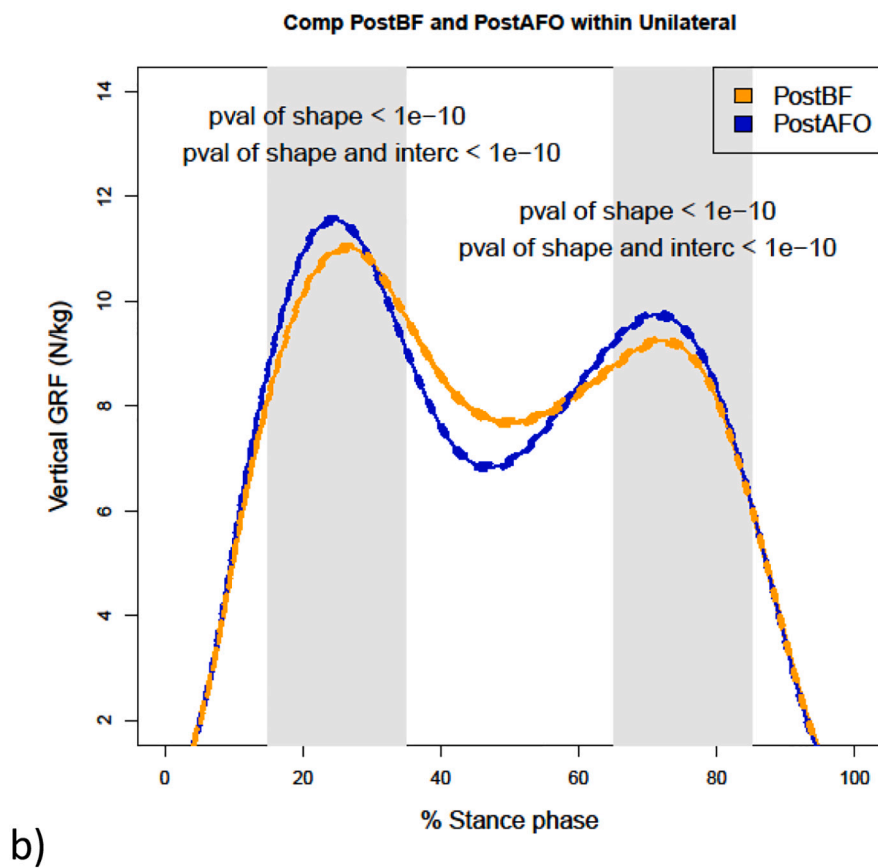 Comp PostBF and PostAFO within Unilateral
PostBF
PostAFO
pval of shape < 1e−10
pval of shape and interc < 1e−10
pval of shape < 1e−10
pval of shape and interc < 1e−10
Vertical GRF (N/kg)
14
12
10
8
6
4
2
0 20 40 60 80 100
% Stance phase
b)